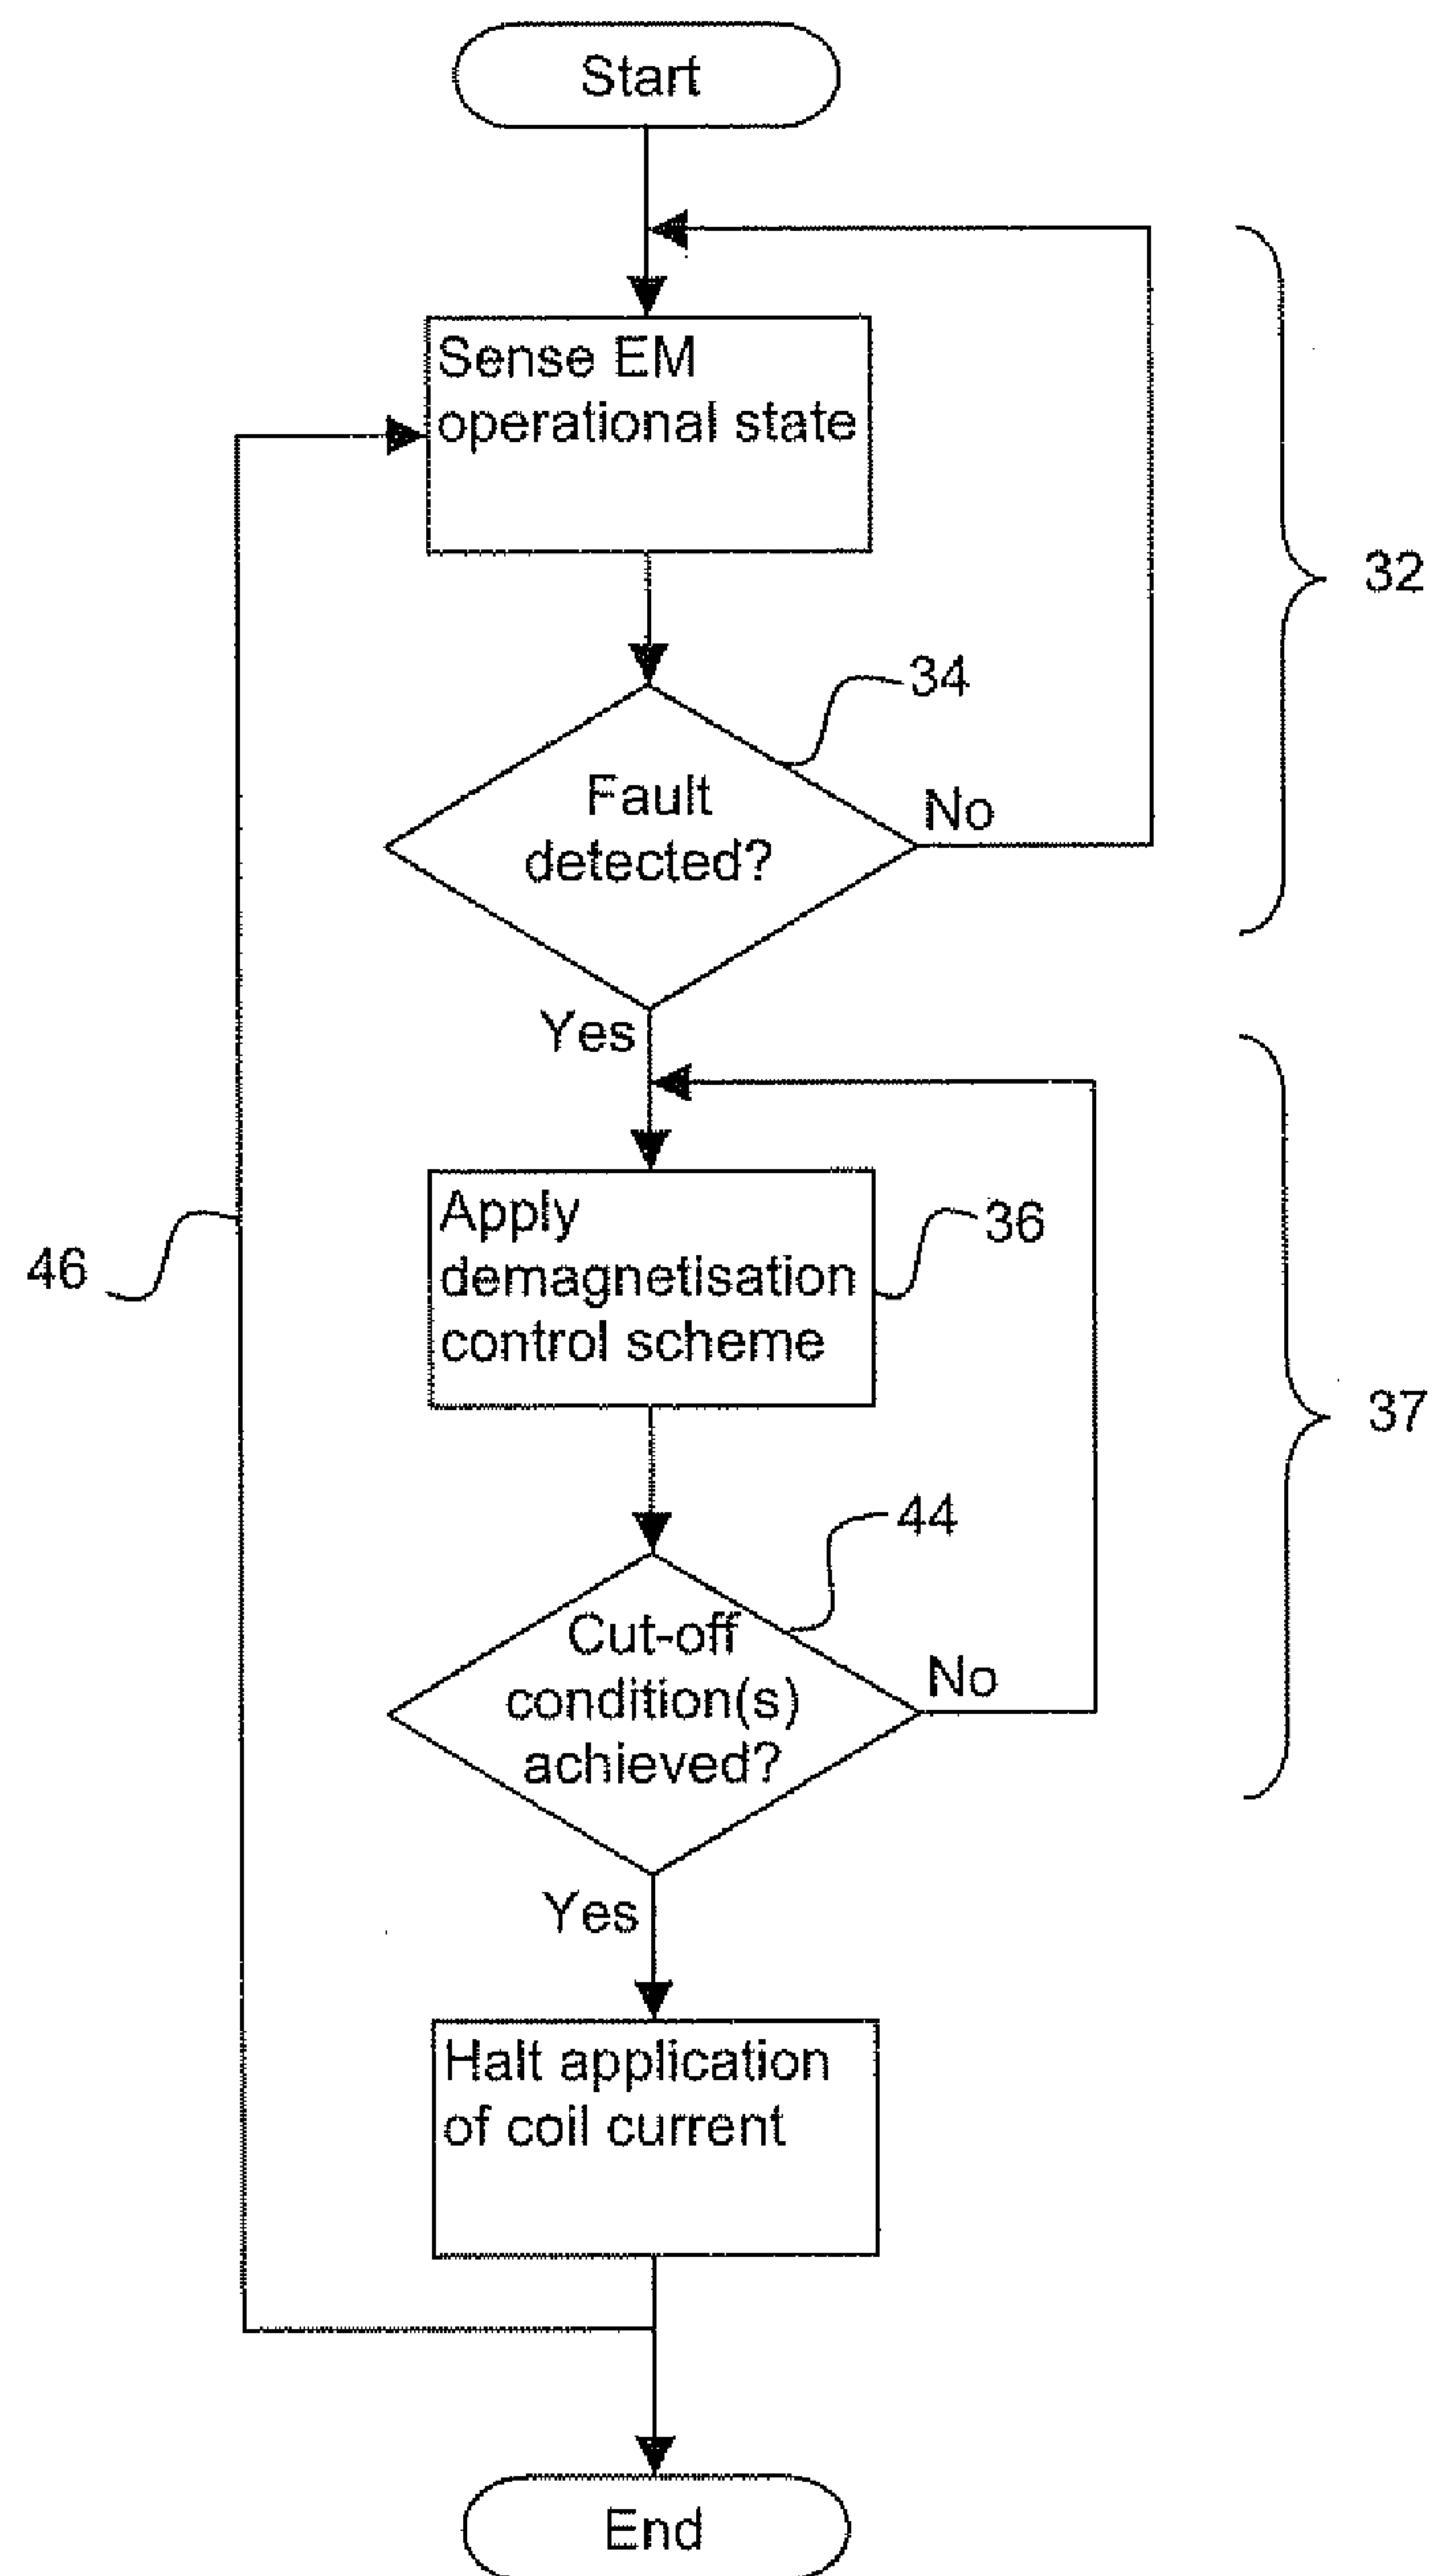 Start
Sense EM
operational state
32
34
Fault
detected?
No
Yes
Apply
demagnetisation
control scheme
36
46
37
44
Cut-off
condition(s)
achieved?
No
Yes
Halt application
of coil current
End